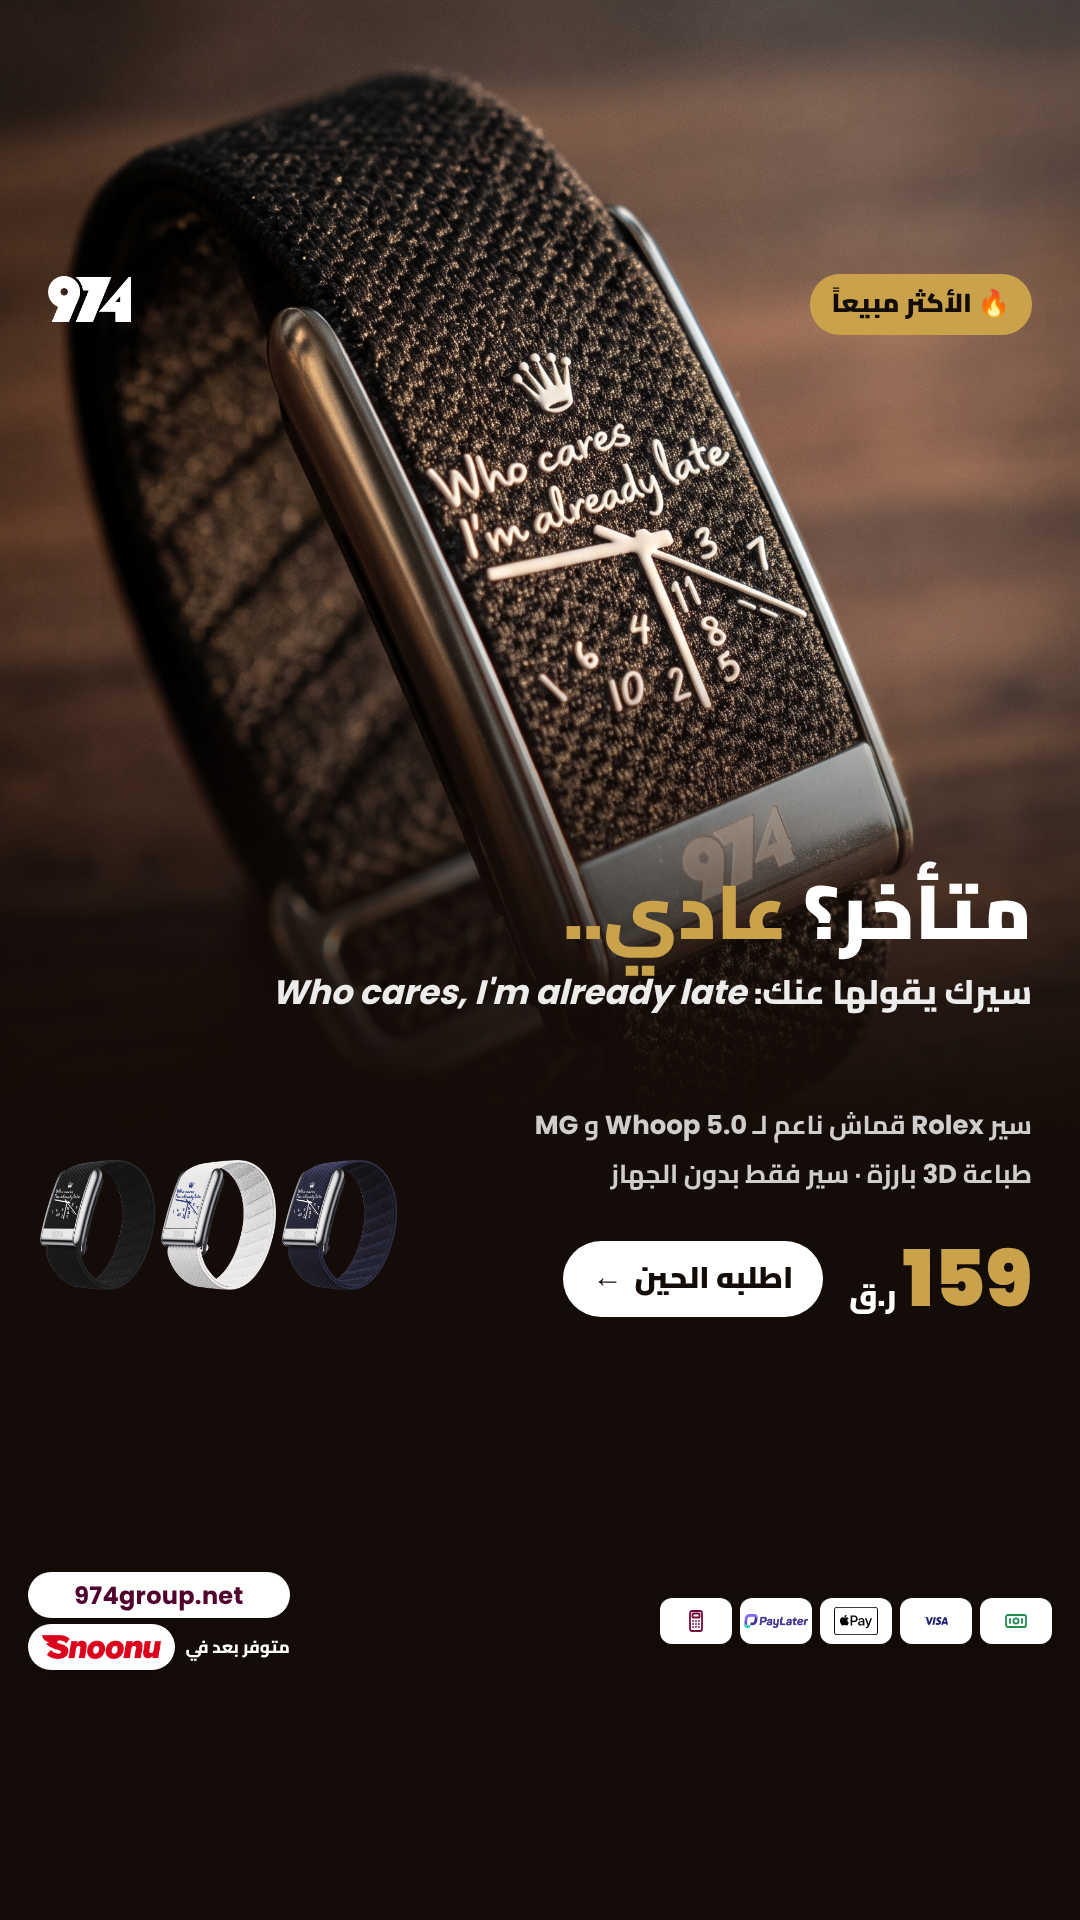 974
🔥 الأكثر مبيعاً
Who cares
I'm already late
3 7
11
4 8
6 5
10 2
974
متأخر؟ عادي..
سيرك يقولها عنك: Who cares, I'm already late
سير Rolex قماش ناعم لـ Whoop 5.0 و MG
طباعة 3D بارزة · سير فقط بدون الجهاز
159 ر.ق
اطلبه الحين ←
974group.net
متوفر بعد في Snoonu
PayLater
Pay
VISA